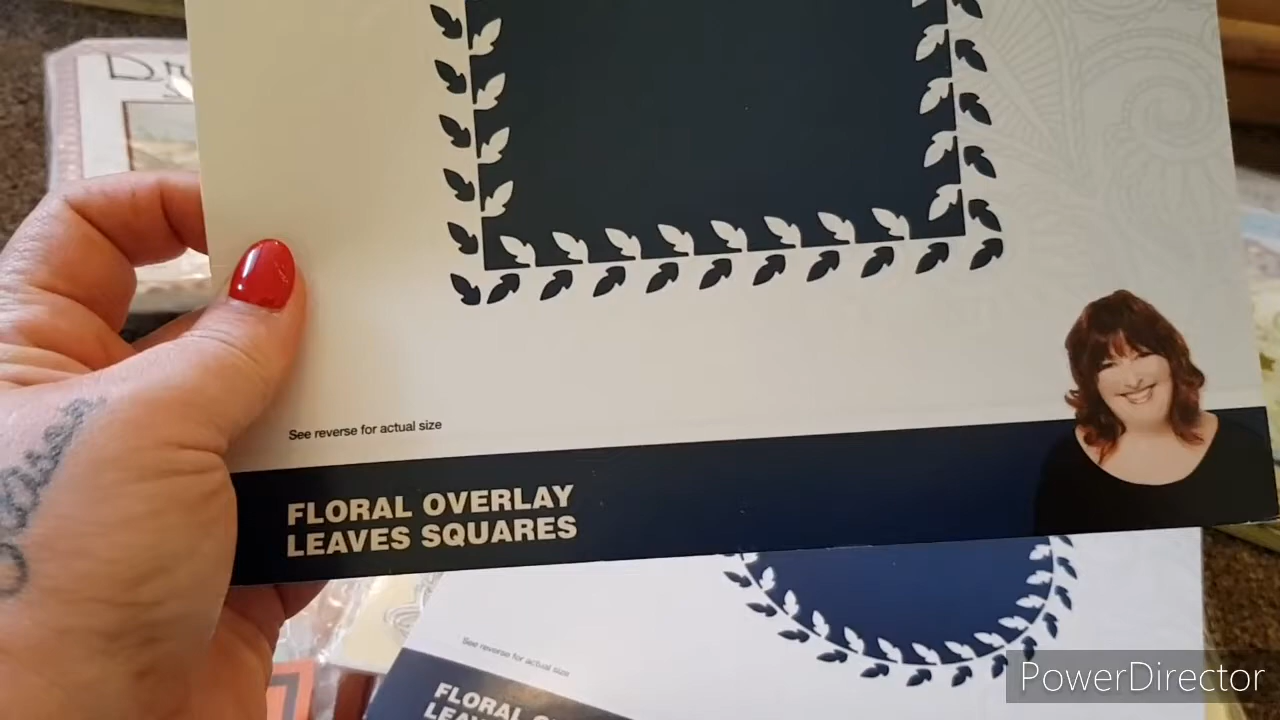 See reverse for actual size
FLORAL OVERLAY
LEAVES SQUARES
See reverse for actual size
FLORAL
PowerDirector